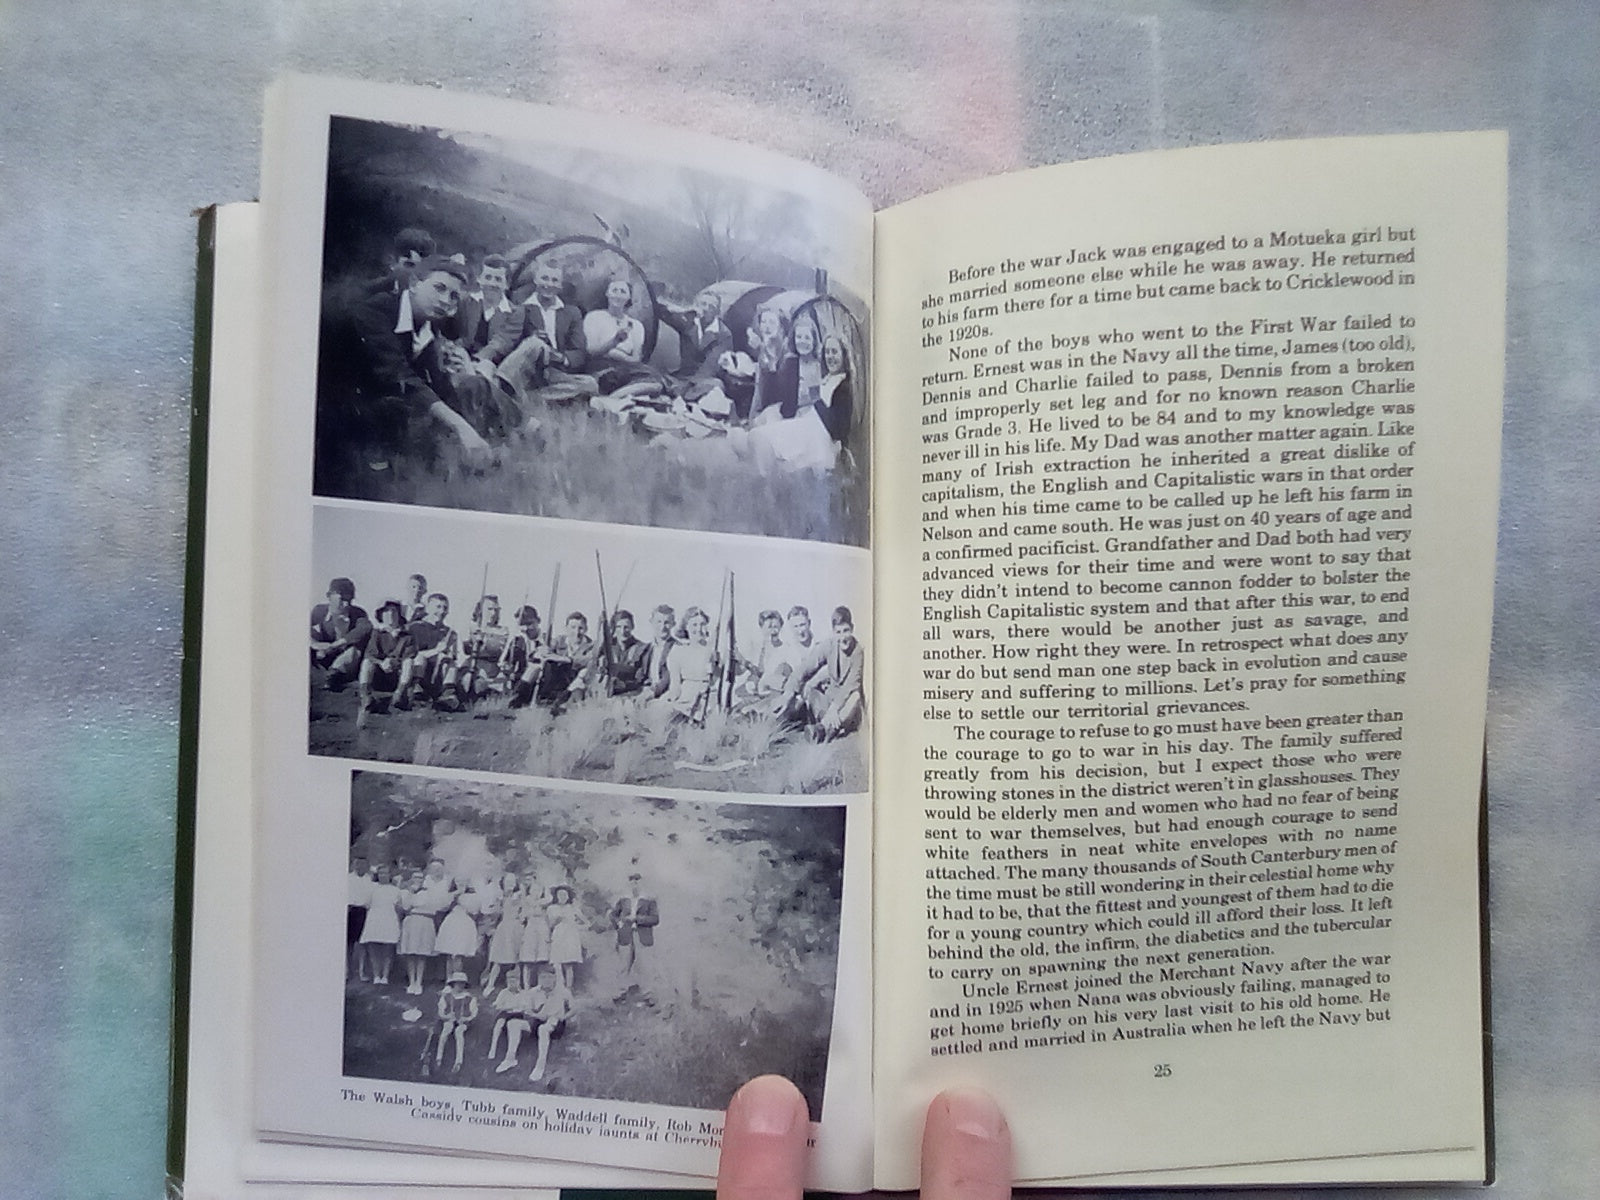 The Walsh boys, Tubb family, Waddell family, Rob
Cassidy cousins on holiday jaunts at
Before the war Jack was engaged to a Motueka girl but
she married someone else while he was away. He returned
to his farm there for a time but came back to Cricklewood in
the 1920s.
None of the boys who went to the First War failed to
return. Ernest was in the Navy all the time, James (too old),
Dennis and Charlie failed to pass, Dennis from a broken
and improperly set leg and for no known reason Charlie
was Grade 3. He lived to be 84 and to my knowledge was
never ill in his life. My Dad was another matter again. Like
many of Irish extraction he inherited a great dislike of
capitalism, the English and Capitalistic wars in that order
and when his time came to be called up he left his farm in
Nelson and came south. He was just on 40 years of age and
a confirmed pacificist. Grandfather and Dad both had very
advanced views for their time and were wont to say that
they didn't intend to become cannon fodder to bolster the
English Capitalistic system and that after this war, to end
all wars, there would be another just as savage, and
another. How right they were. In retrospect what does any
war do but send man one step back in evolution and cause
misery and suffering to millions. Let's pray for something
else to settle our territorial grievances.
The courage to refuse to go must have been greater than
the courage to go to war in his day. The family suffered
greatly from his decision, but I expect those who were
throwing stones in the district weren't in glasshouses. They
would be elderly men and women who had no fear of being
sent to war themselves, but had enough courage to send
white feathers in neat white envelopes with no name
attached. The many thousands of South Canterbury men of
the time must be still wondering in their celestial home why
it had to be, that the fittest and youngest of them had to die
for a young country which could ill afford their loss. It left
behind the old, the infirm, the diabetics and the tubercular
to carry on spawning the next generation.
Uncle Ernest joined the Merchant Navy after the war
and in 1925 when Nana was obviously failing, managed to
get home briefly on his very last visit to his old home. He
settled and married in Australia when he left the Navy but
25